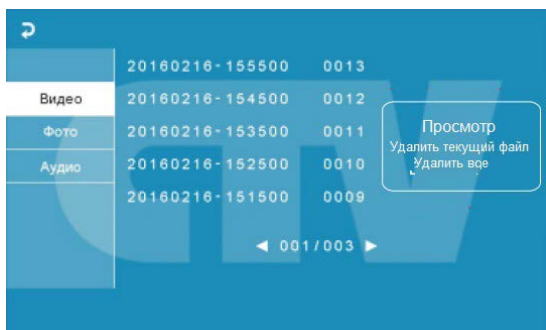 20160216-155500 0013
Видео
20160216-154500 0012
Фото
20160216-153500 0011
Аудио
20160216-152500 0010
20160216-151500 0009
Просмотр
Удалить текущий файл
Удалить все
◄ 001/003 ►
CTV